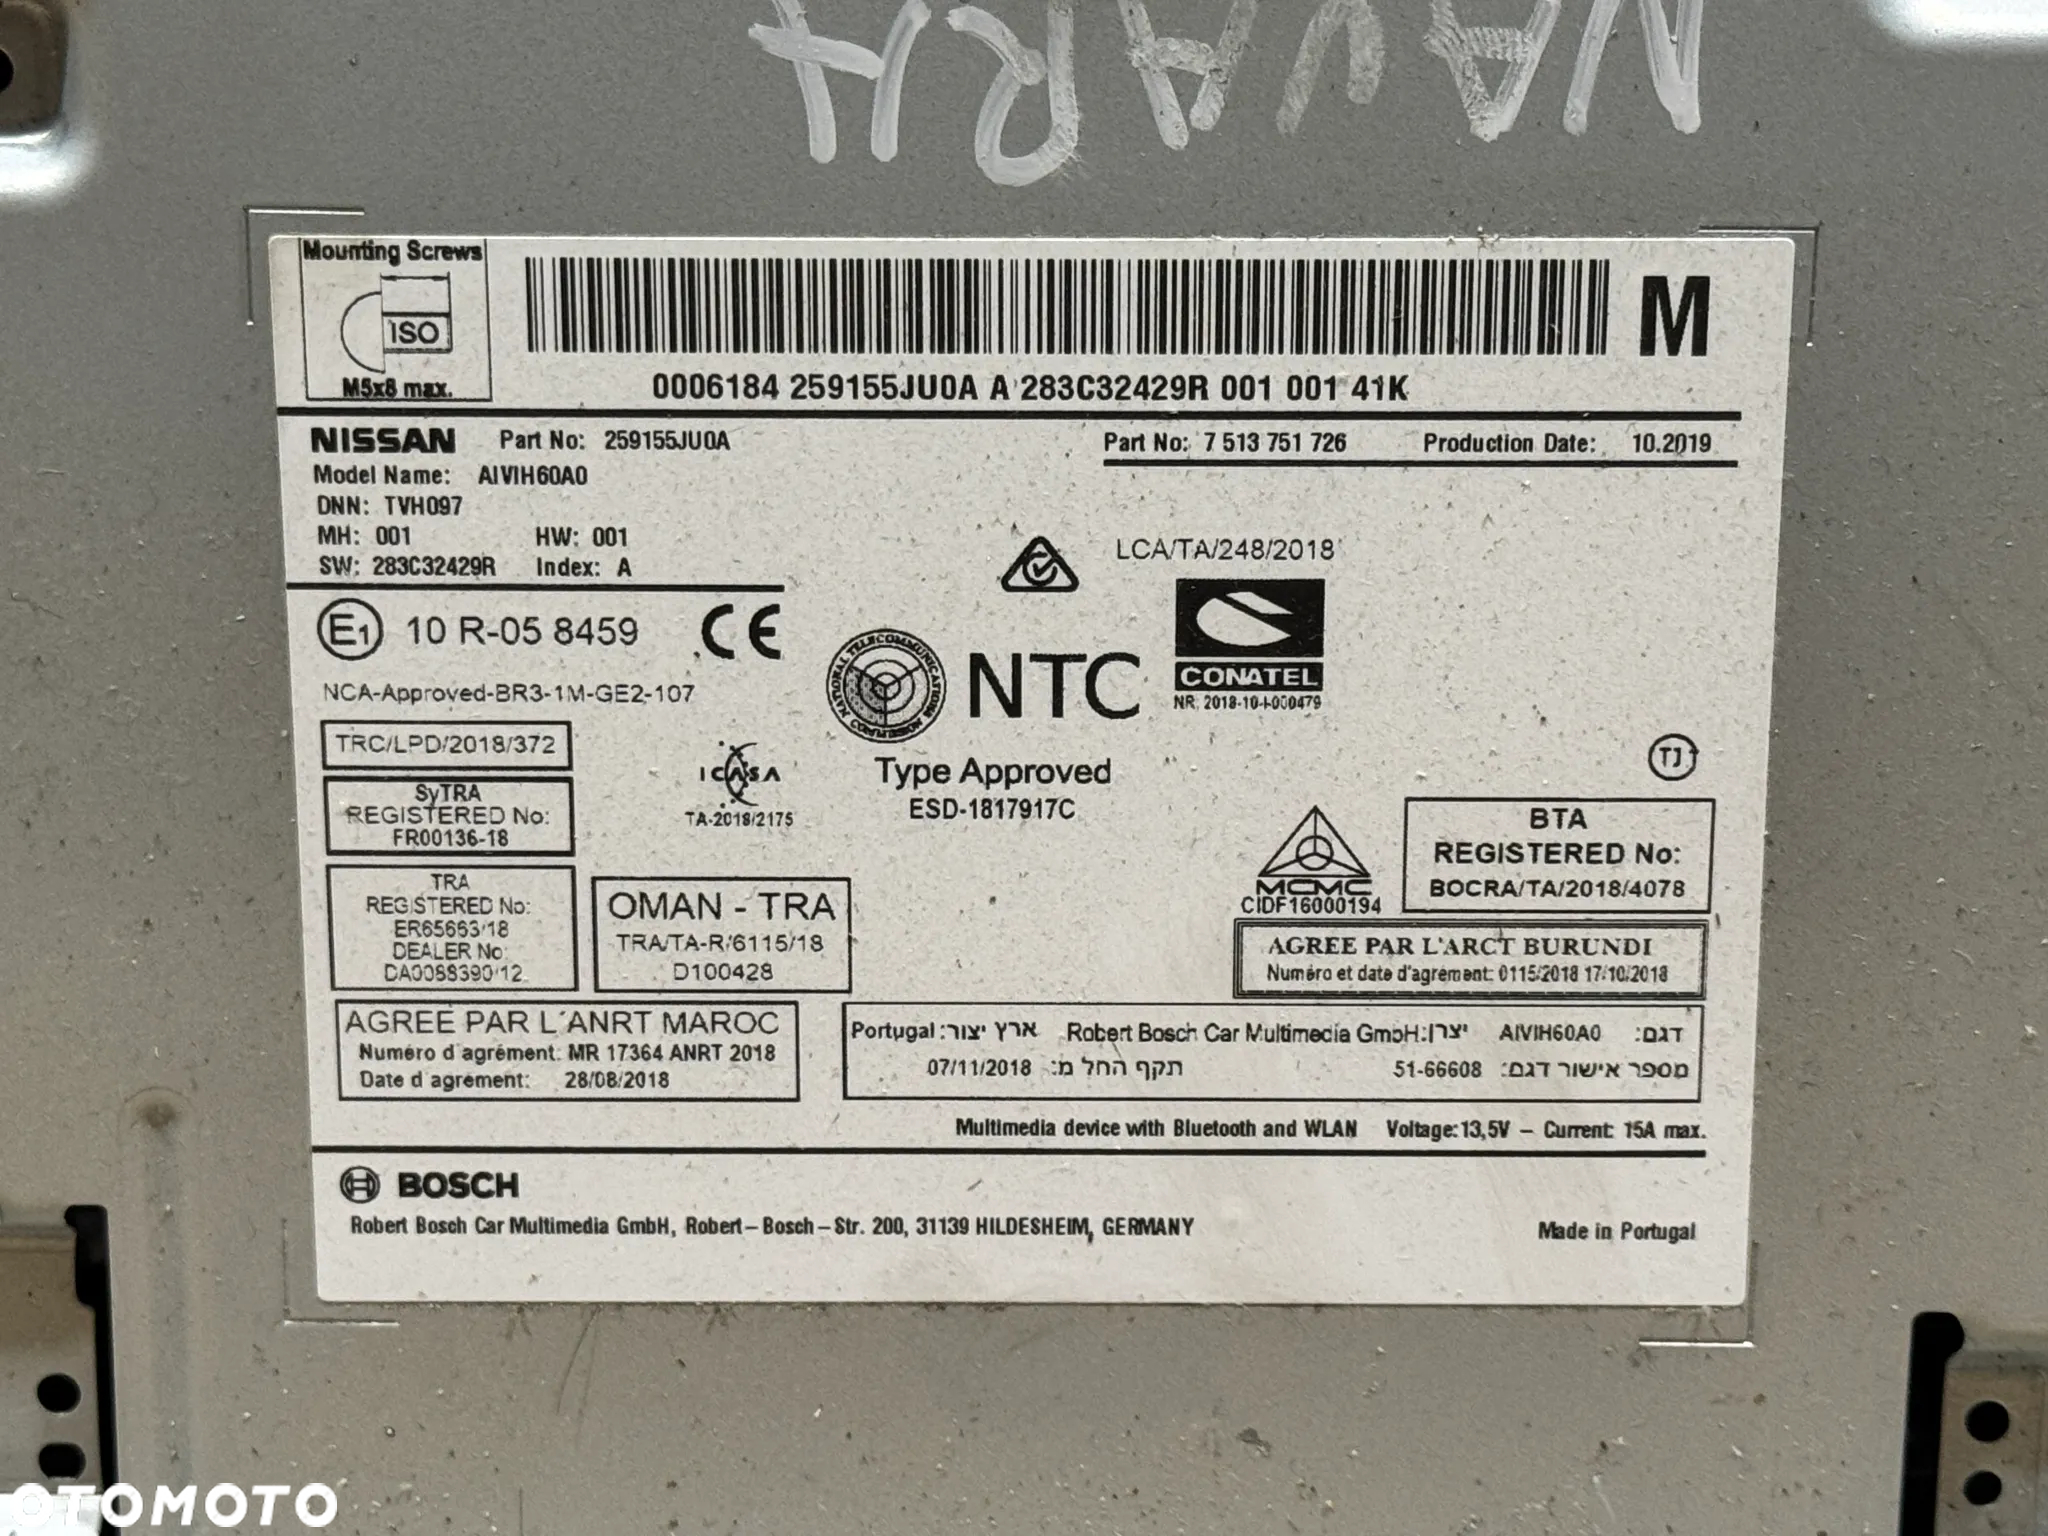 NAVARA
Mounting Screws
ISO
M5x8 max.
M
0006184 259155JU0A A 283C32429R 001 001 41K
NISSAN Part No: 259155JU0A
Part No: 7 513 751 726 Production Date: 10.2019
Model Name: AIVIH60A0
DNN: TVH097
MH: 001 HW: 001
SW: 283C32429R Index: A
LCA/TA/248/2018
E1 10 R-05 8459 CE
NATIONAL TELECOMMUNICATIONS
NTC
CONATEL
NR. 2018-10-I-000479
NCA-Approved-BR3-1M-GE2-107
TRC/LPD/2018/372
ICASA
TA-2018/2175
Type Approved
ESD-1817917C
TJ
SyTRA
REGISTERED No:
FR00136-18
MCMC
CIDF16000194
BTA
REGISTERED No:
BOCRA/TA/2018/4078
TRA
REGISTERED No:
ER65663/18
DEALER No:
DA0088390/12
OMAN - TRA
TRA/TA-R/6115/18
D100428
AGREE PAR L'ARCT BURUNDI
Numéro et date d'agrément: 0115/2018 17/10/2018
AGREE PAR L'ANRT MAROC
Numéro d'agrément: MR 17364 ANRT 2018
Date d'agrément: 28/08/2018
דגם: AIVIH60A0 יצרן: Robert Bosch Car Multimedia GmbH ארץ יצור: Portugal
מספר אישור דגם: 51-66608 תקף החל מ: 07/11/2018
Multimedia device with Bluetooth and WLAN Voltage: 13,5V – Current: 15A max.
BOSCH
Robert Bosch Car Multimedia GmbH, Robert-Bosch-Str. 200, 31139 HILDESHEIM, GERMANY
Made in Portugal
OTOMOTO